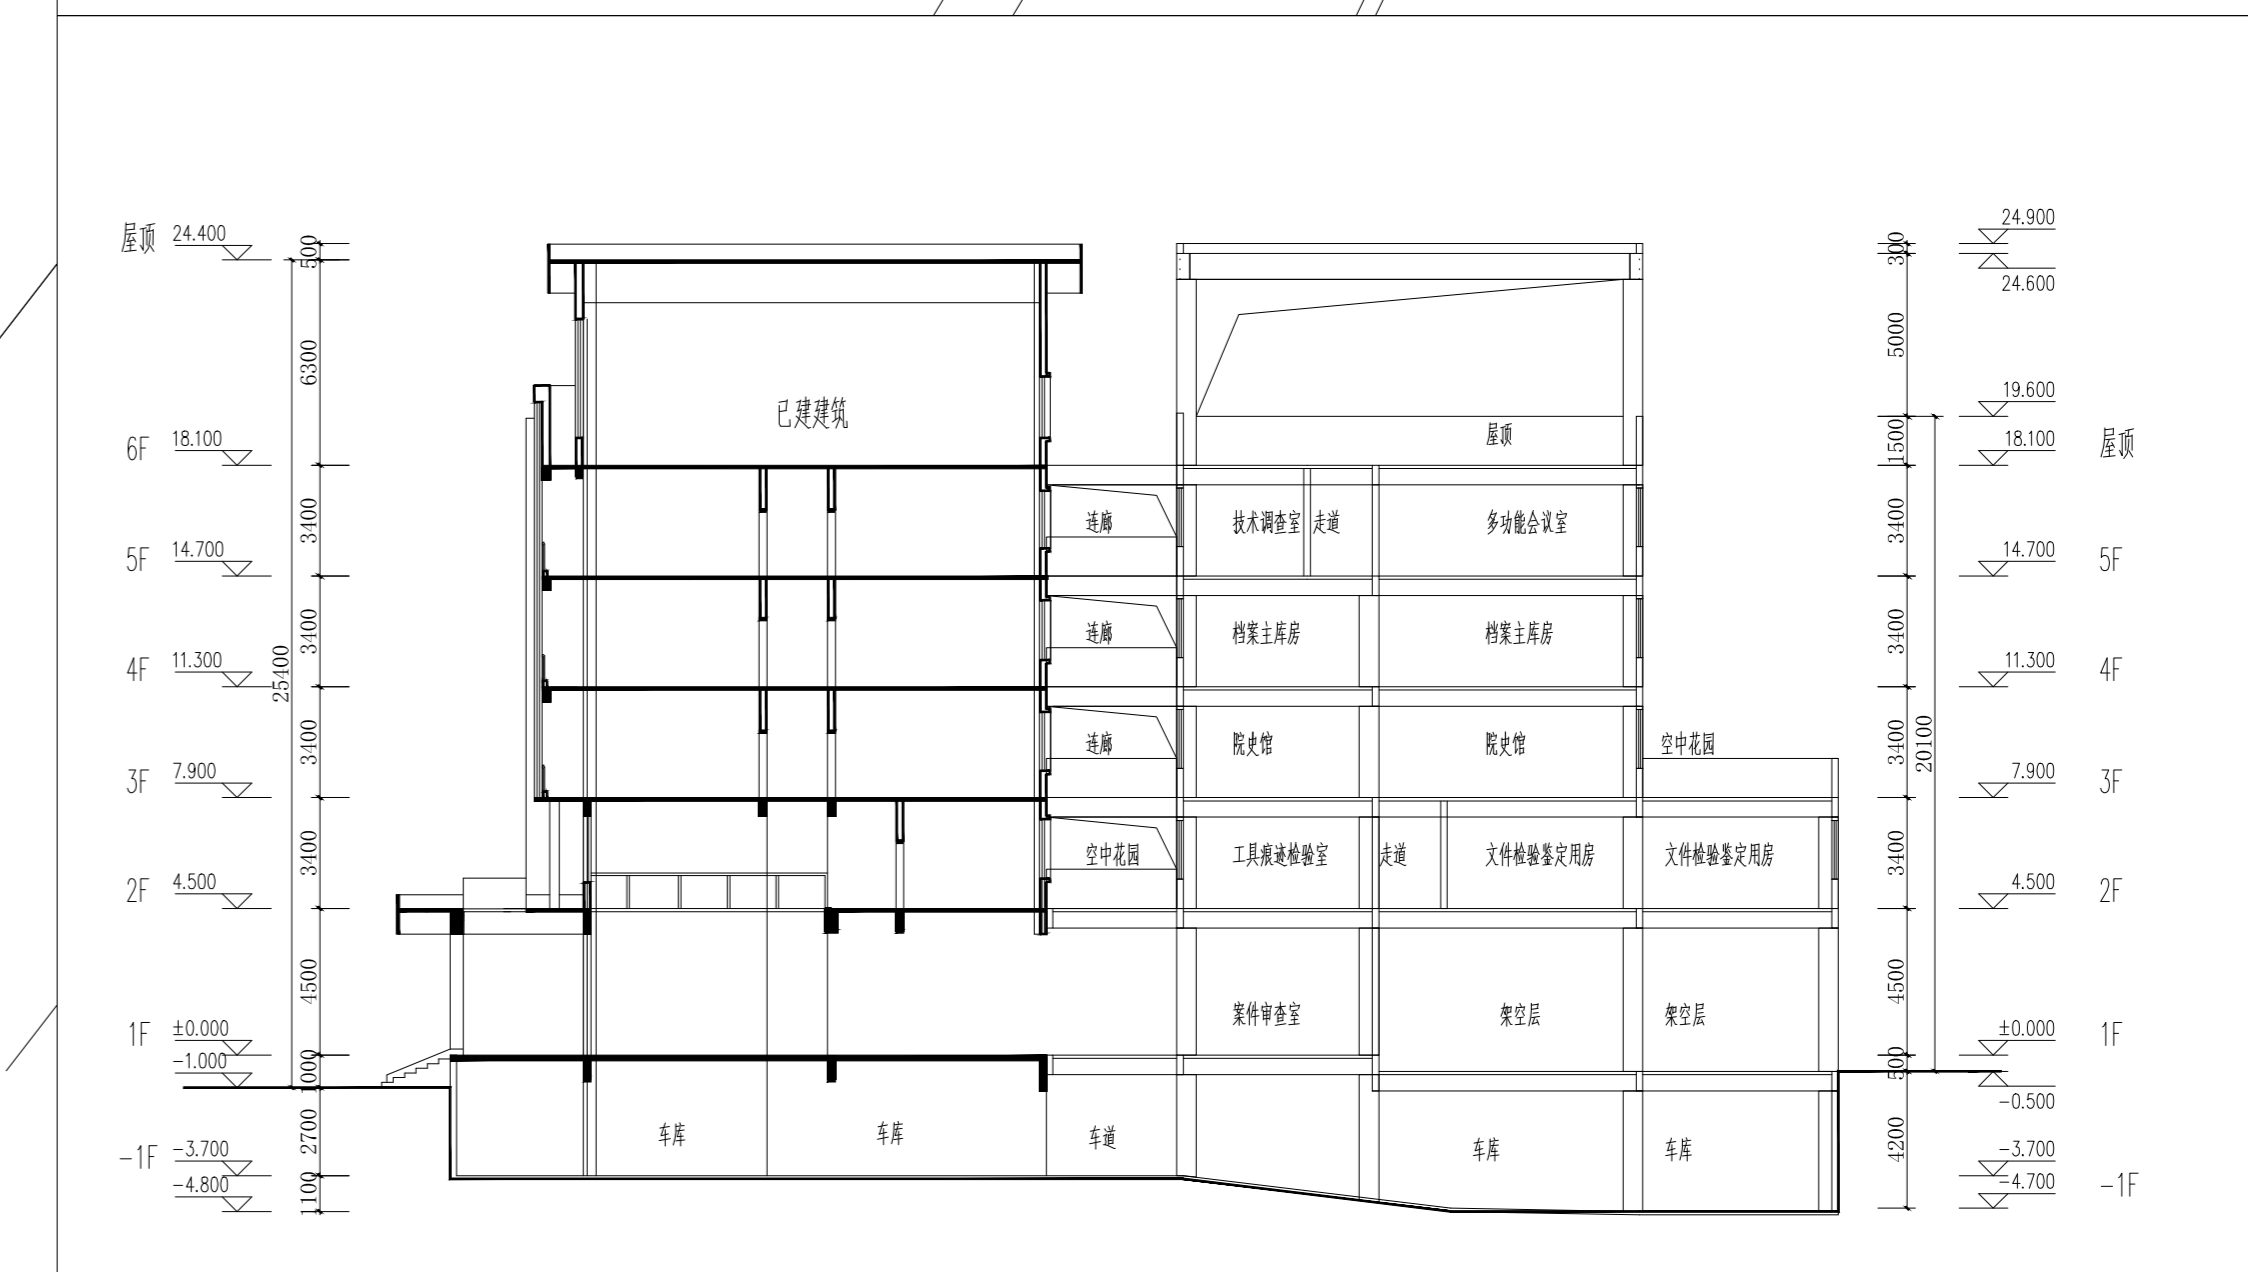 24.900
屋顶 24.400
500
300
24.600
5000
6300
19.600
已建建筑
屋顶
6F 18.100
1500
18.100
屋顶
3400
连廊
技术调查室
走道
多功能会议室
3400
5F 14.700
14.700
5F
3400
连廊
档案主库房
档案主库房
3400
4F 11.300
11.300
4F
25400
3400
连廊
院史馆
院史馆
空中花园
3400
20100
3F 7.900
7.900
3F
3400
空中花园
工具痕迹检验室
走道
文件检验鉴定用房
文件检验鉴定用房
3400
2F 4.500
4.500
2F
4500
案件审查室
架空层
架空层
4500
1F ±0.000
±0.000
1F
-1.000
1000
500
-0.500
2700
车库
车库
车道
车库
车库
4200
-1F -3.700
-3.700
-4.800
1100
-4.700
-1F